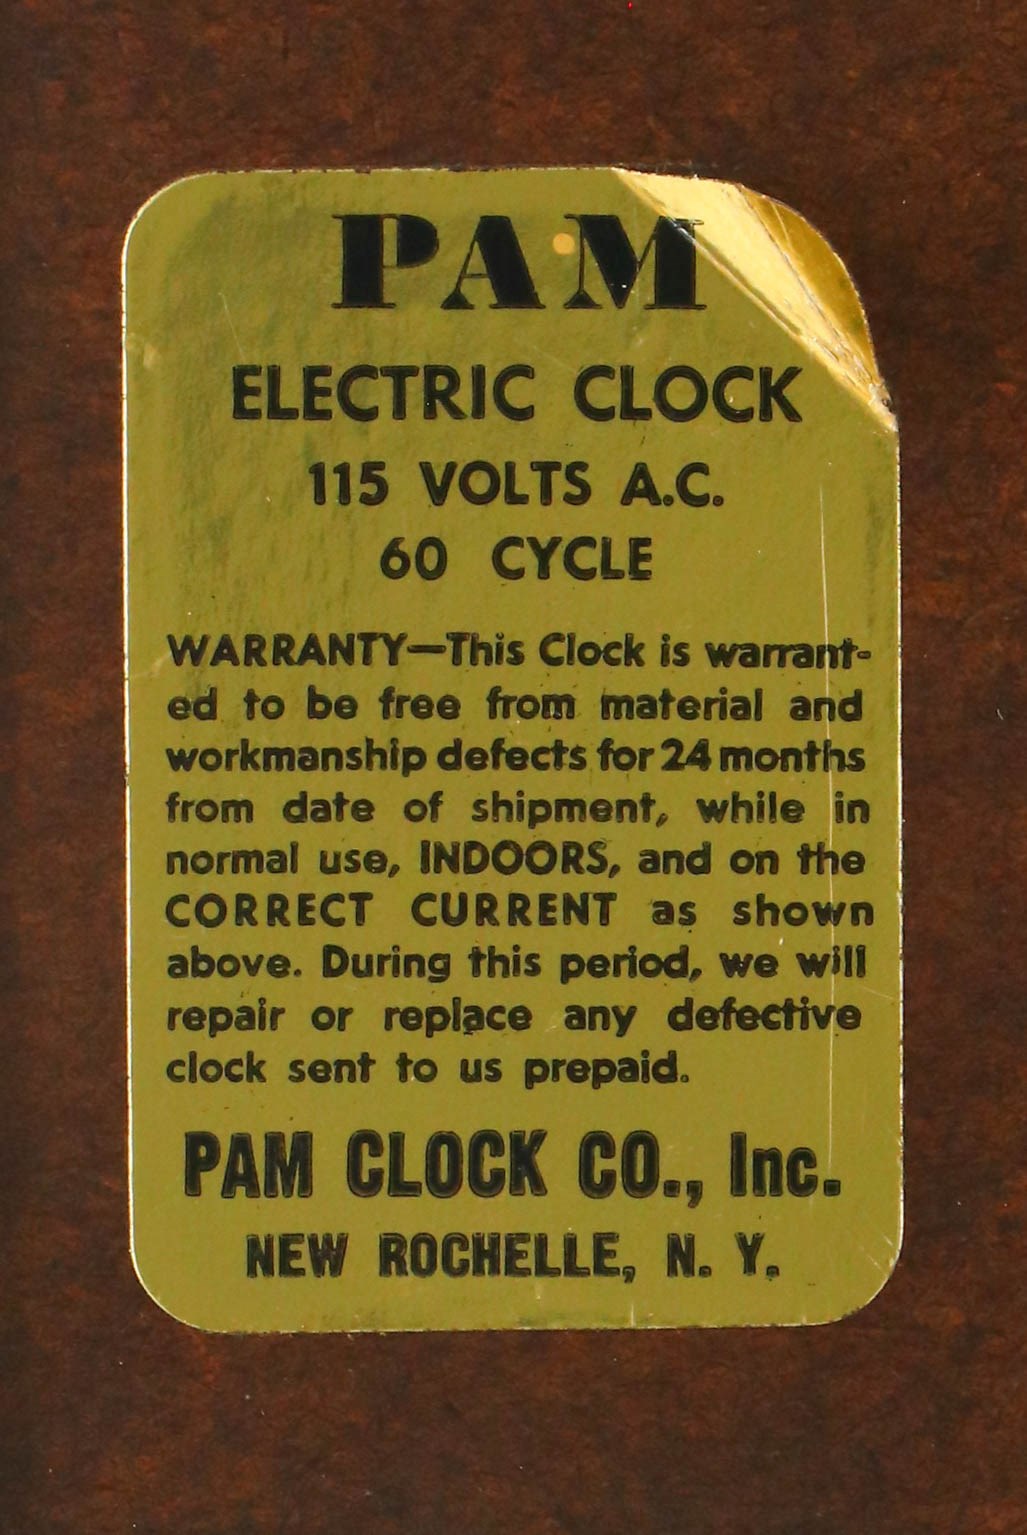 PAM
ELECTRIC CLOCK
115 VOLTS A.C.
60 CYCLE
WARRANTY—This Clock is warrant-
ed to be free from material and
workmanship defects for 24 months
from date of shipment, while in
normal use, INDOORS, and on the
CORRECT CURRENT as shown
above. During this period, we will
repair or replace any defective
clock sent to us prepaid.
PAM CLOCK CO., Inc.
NEW ROCHELLE, N. Y.